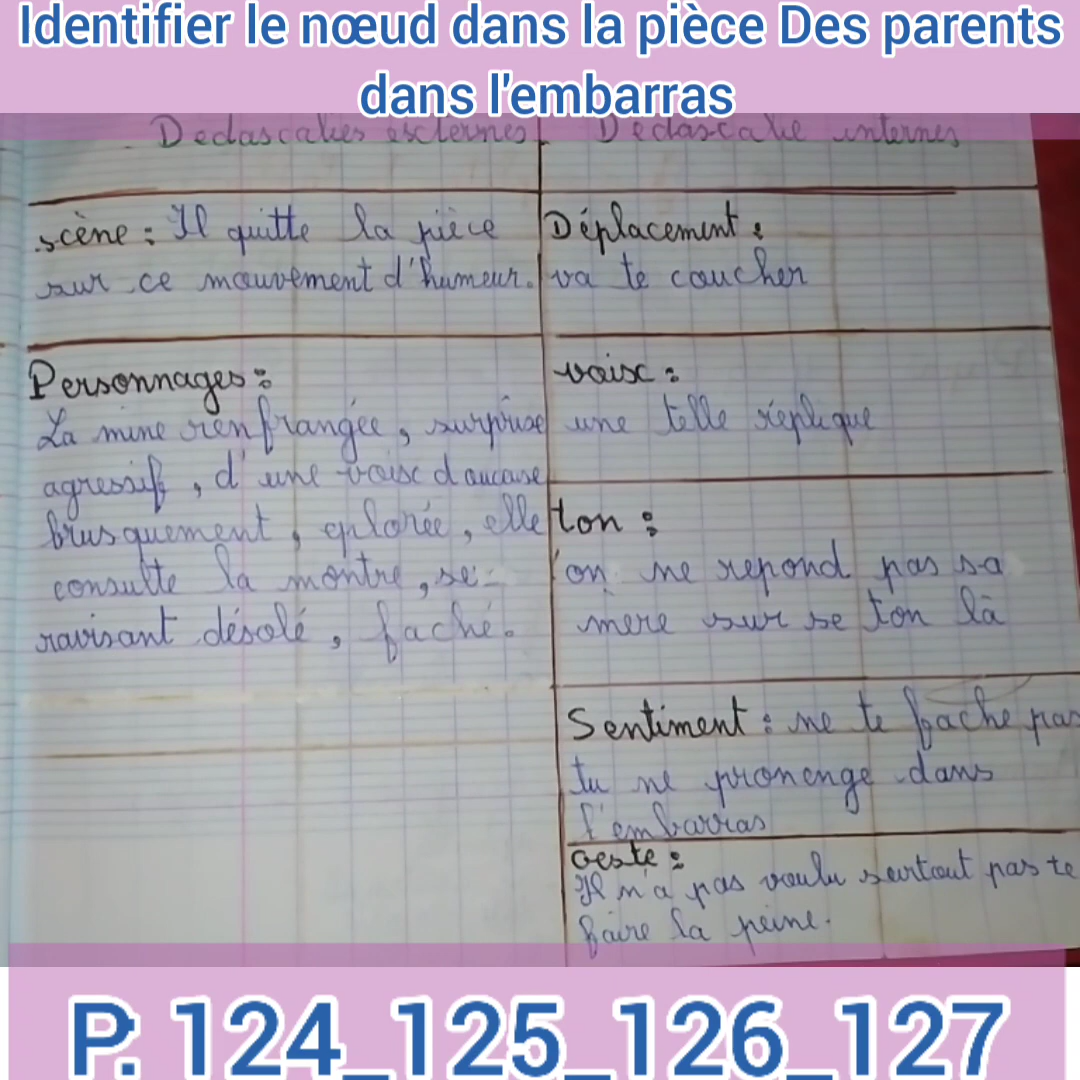 Identifier le nœud dans la pièce Des parents
dans l'embarras
Dedascalies externes
Dedascalie internes
scène : Il quitte la pièce
sur ce mouvement d'humeur.
Déplacement :
va te coucher
Personnages :
La mine renfrangée, surprise
agressif, d'une voix d
brusquement, eplorée, elle
consulte la montre, se-
ravisant désolé, faché.
voix :
une telle réplique
ton :
on ne repond pas sa
mere sur se ton là
Sentiment : ne te fache pas
tu ne dans
l'embarras
Geste :
Il n'a pas voulu surtout pas te
faire la peine.
P. 124_125_126_127